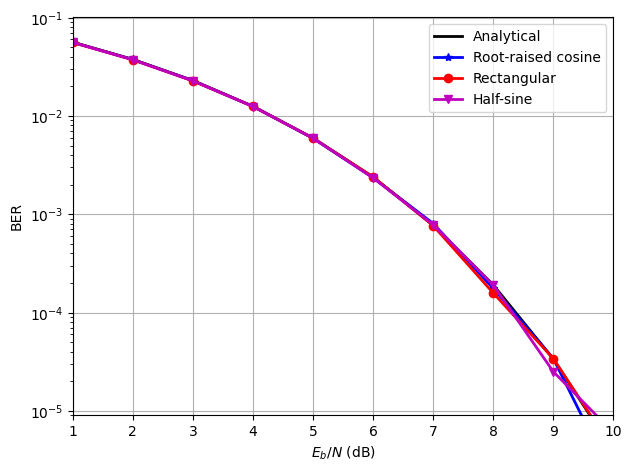 10⁻¹
10⁻²
10⁻³
10⁻⁴
10⁻⁵
BER
Analytical
Root-raised cosine
Rectangular
Half-sine
1 2 3 4 5 6 7 8 9 10
E_b/N (dB)